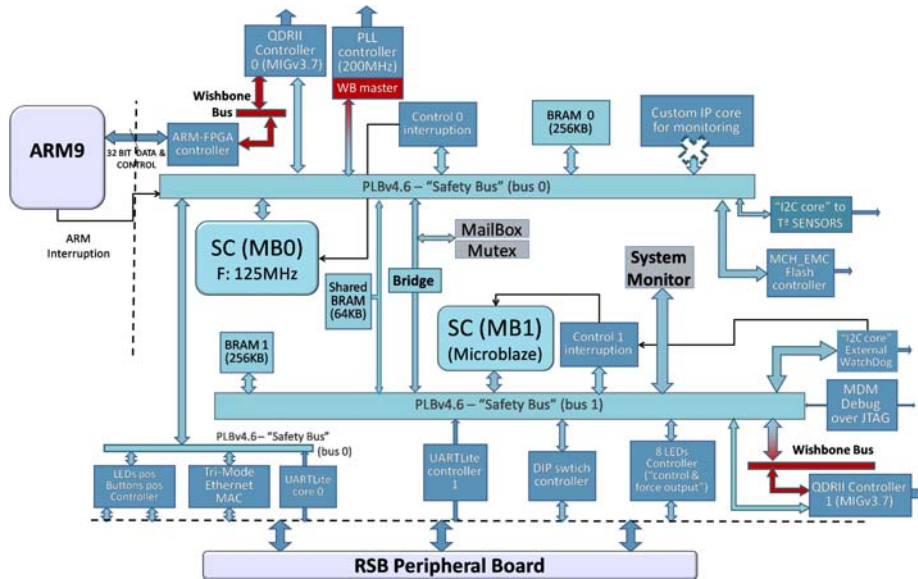 QDRII
Controller
0 (MIGv3.7)
PLL
controller
(200MHz)
WB master
Wishbone
Bus
Control 0
interruption
BRAM 0
(256KB)
Custom IP core
for monitoring
ARM9
32 BIT DATA &
CONTROL
ARM-FPGA
controller
PLBv4.6 – "Safety Bus" (bus 0)
ARM
Interruption
SC (MB0)
F: 125MHz
MailBox
Mutex
"I2C core" to
Tª SENSORS
MCH_EMC
Flash
controller
Shared
BRAM
(64KB)
Bridge
System
Monitor
SC (MB1)
(Microblaze)
Control 1
interruption
"I2C core"
External
WatchDog
BRAM 1
(256KB)
PLBv4.6 – "Safety Bus" (bus 1)
MDM
Debug
over JTAG
PLBv4.6– "Safety Bus"
(bus 0)
Wishbone Bus
LEDs pos
Buttons pos
Controller
Tri-Mode
Ethernet
MAC
UARTLite
core 0
UARTLite
controller
1
DIP swtich
controller
8 LEDs
Controller
("control &
force output")
QDRII Controller
1 (MIGv3.7)
RSB Peripheral Board